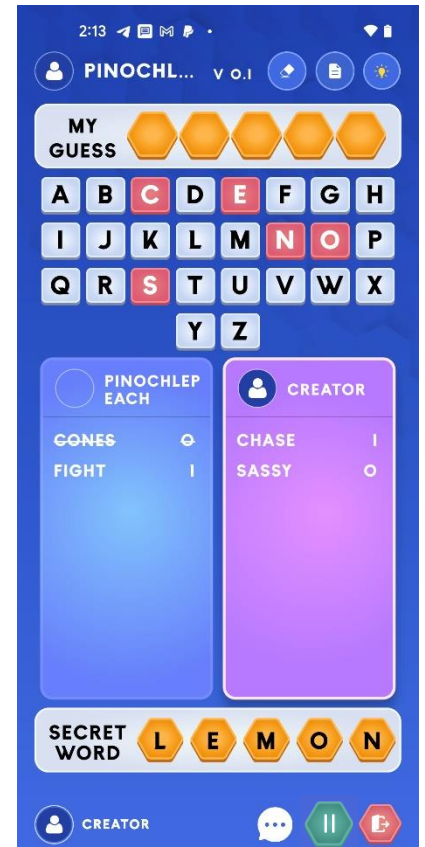 2:13
PINOCHL... V 0.1
MY GUESS
A B C D E F G H
I J K L M N O P
Q R S T U V W X
Y Z
PINOCHLEP
EACH
CONES 0
FIGHT 1
CREATOR
CHASE 1
SASSY 0
SECRET WORD L E M O N
CREATOR